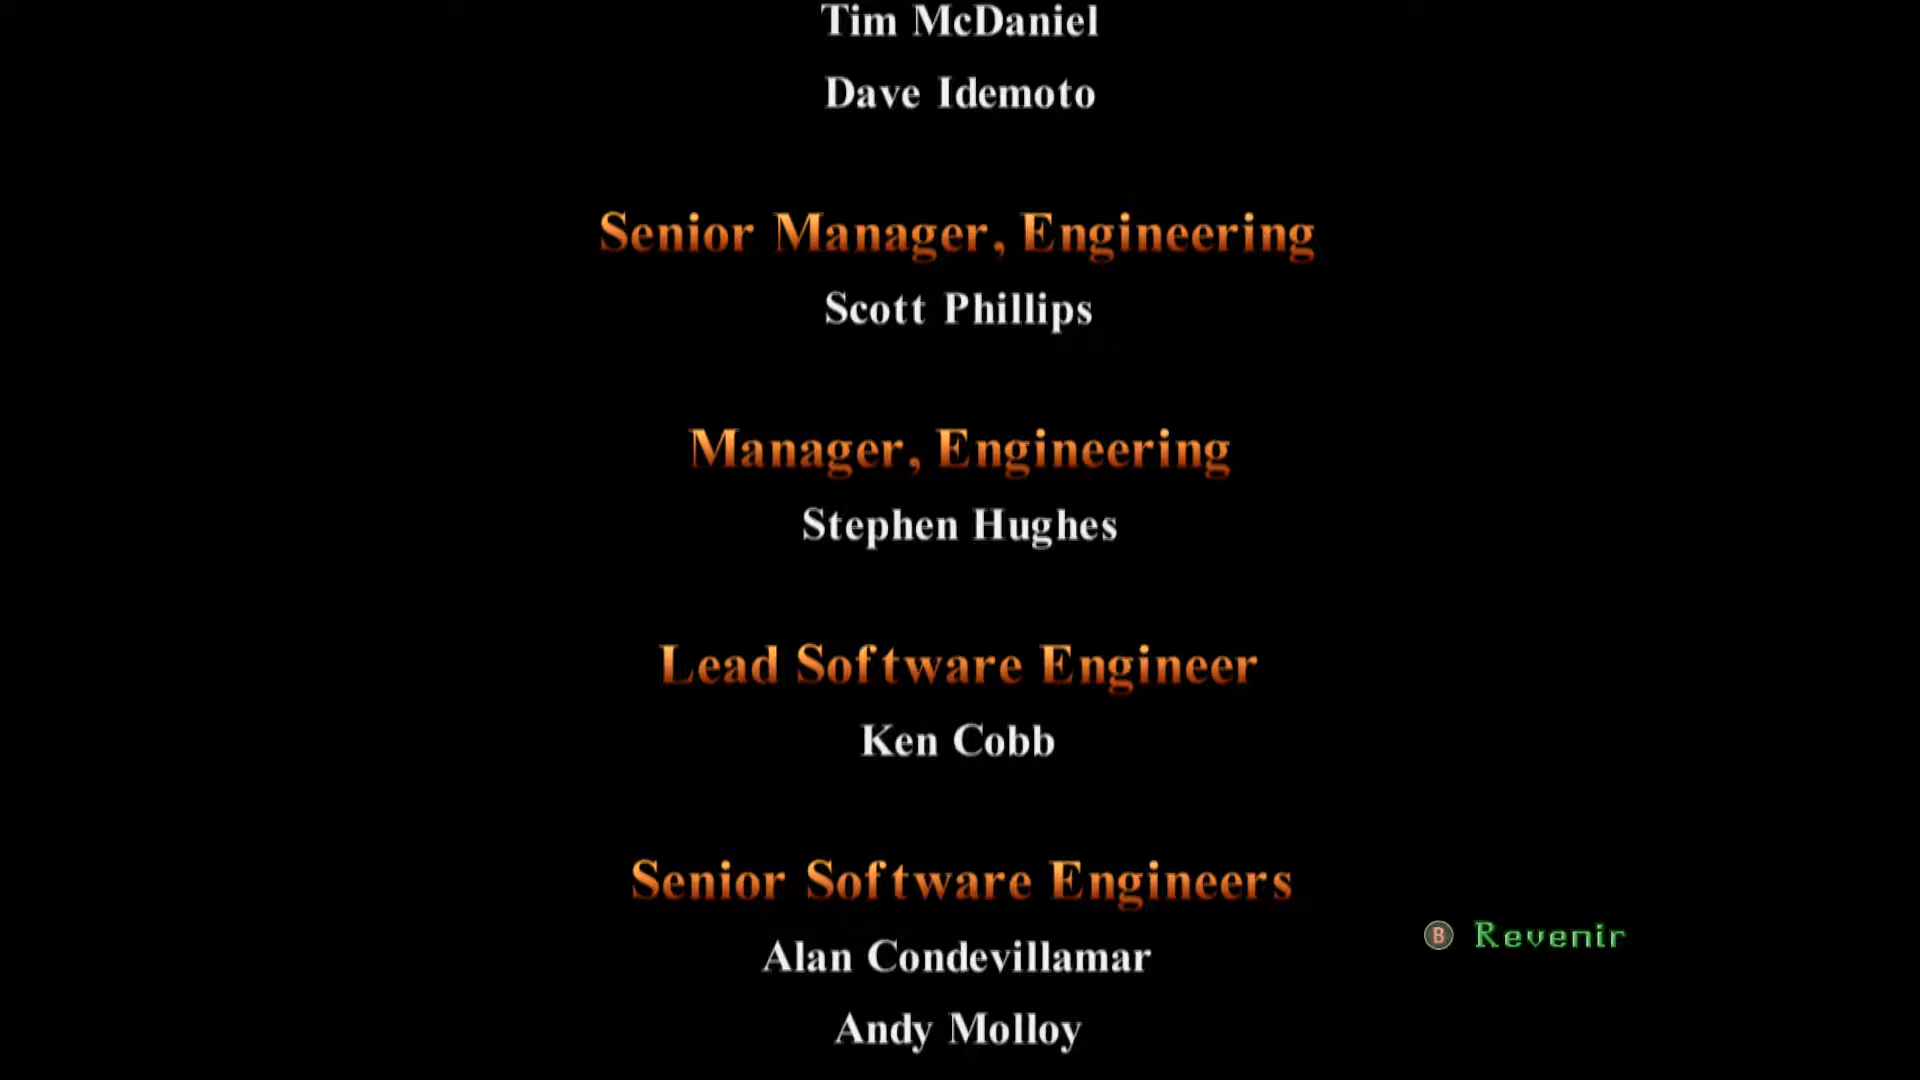 Tim McDaniel
Dave Idemoto
Senior Manager, Engineering
Scott Phillips
Manager, Engineering
Stephen Hughes
Lead Software Engineer
Ken Cobb
Senior Software Engineers
Alan Condevillamar
B Revenir
Andy Molloy